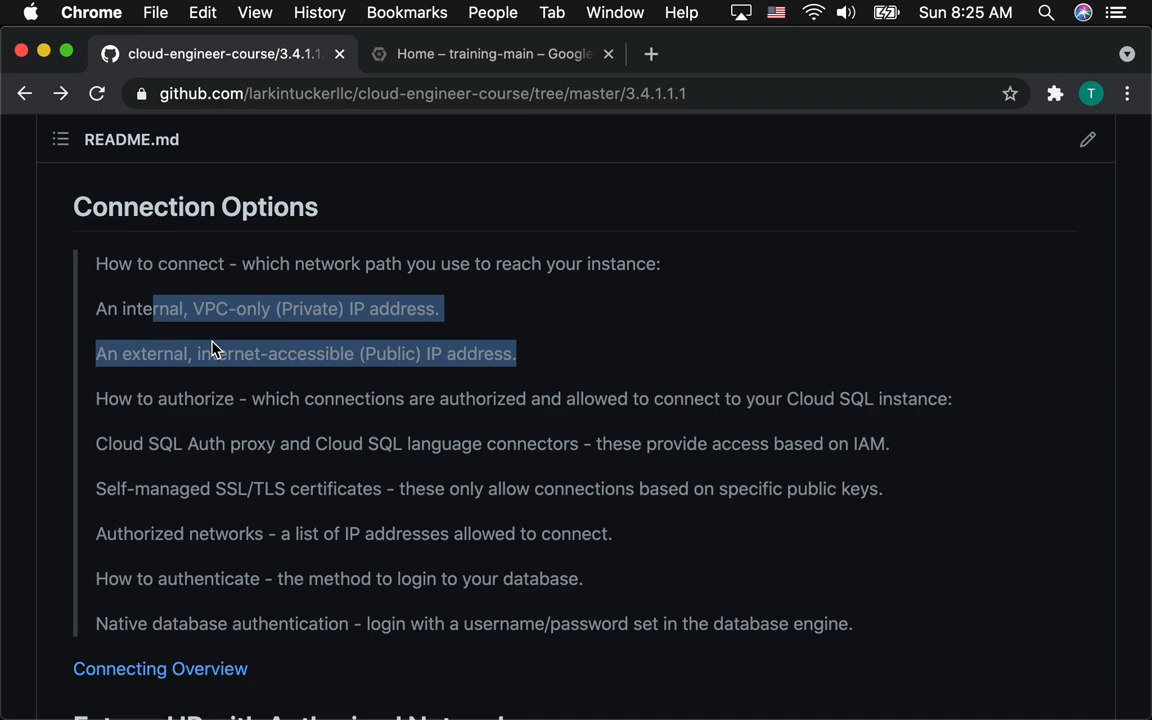 Chrome File Edit View History Bookmarks People Tab Window Help Sun 8:25 AM
cloud-engineer-course/3.4.1.1 Home – training-main – Google
github.com/larkintuckerllc/cloud-engineer-course/tree/master/3.4.1.1.1 T
README.md
Connection Options
How to connect - which network path you use to reach your instance:
An internal, VPC-only (Private) IP address.
An external, internet-accessible (Public) IP address.
How to authorize - which connections are authorized and allowed to connect to your Cloud SQL instance:
Cloud SQL Auth proxy and Cloud SQL language connectors - these provide access based on IAM.
Self-managed SSL/TLS certificates - these only allow connections based on specific public keys.
Authorized networks - a list of IP addresses allowed to connect.
How to authenticate - the method to login to your database.
Native database authentication - login with a username/password set in the database engine.
Connecting Overview